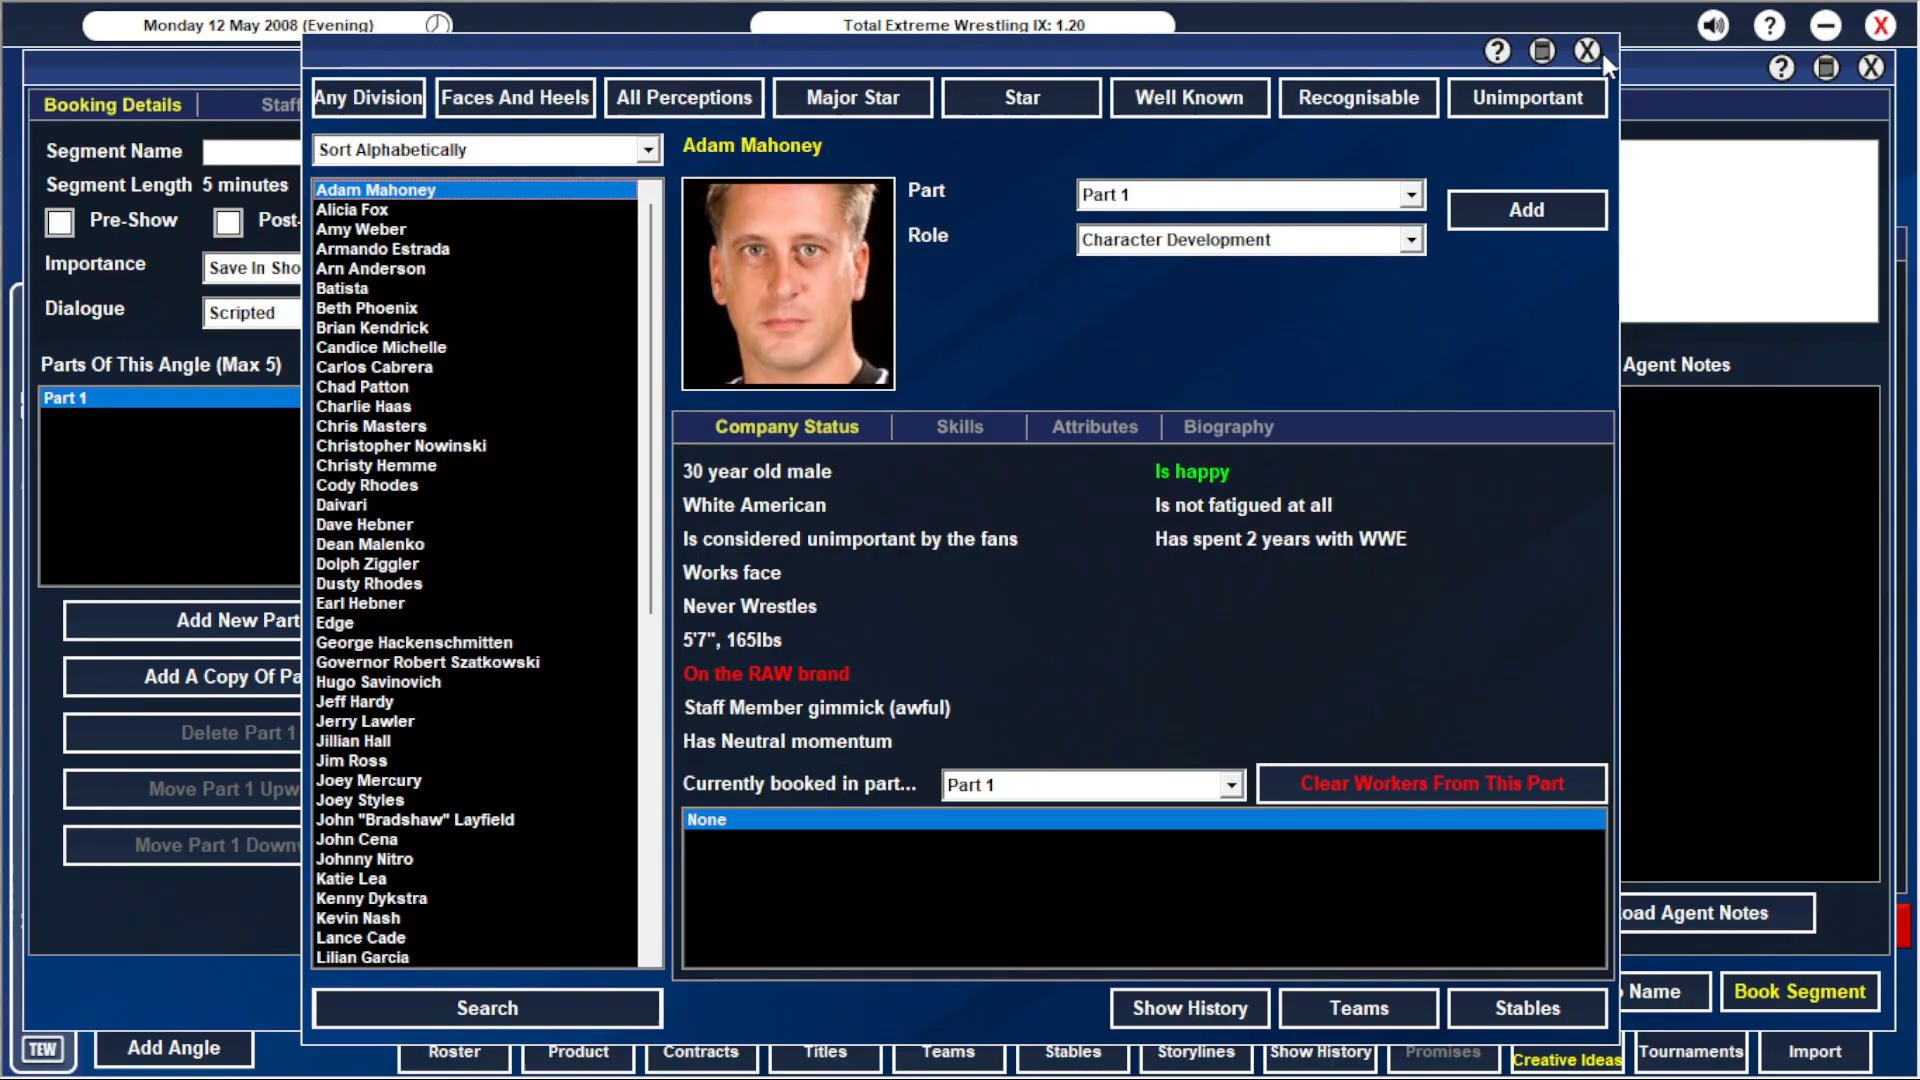 Monday 12 May 2008 (Evening)
Total Extreme Wrestling IX: 1.20
Booking Details
Staff
Segment Name
Segment Length 5 minutes
Pre-Show
Post-
Importance
Save In Sho
Dialogue
Scripted
Parts Of This Angle (Max 5)
Part 1
Add New Part
Add A Copy Of Pa
Delete Part 1
Move Part 1 Upw
Move Part 1 Down
Any Division
Faces And Heels
All Perceptions
Major Star
Star
Well Known
Recognisable
Unimportant
Sort Alphabetically
Adam Mahoney
Alicia Fox
Amy Weber
Armando Estrada
Arn Anderson
Batista
Beth Phoenix
Brian Kendrick
Candice Michelle
Carlos Cabrera
Chad Patton
Charlie Haas
Chris Masters
Christopher Nowinski
Christy Hemme
Cody Rhodes
Daivari
Dave Hebner
Dean Malenko
Dolph Ziggler
Dusty Rhodes
Earl Hebner
Edge
George Hackenschmitten
Governor Robert Szatkowski
Hugo Savinovich
Jeff Hardy
Jerry Lawler
Jillian Hall
Jim Ross
Joey Mercury
Joey Styles
John "Bradshaw" Layfield
John Cena
Johnny Nitro
Katie Lea
Kenny Dykstra
Kevin Nash
Lance Cade
Lilian Garcia
Search
Adam Mahoney
Part
Part 1
Add
Role
Character Development
Company Status
Skills
Attributes
Biography
30 year old male
Is happy
White American
Is not fatigued at all
Is considered unimportant by the fans
Has spent 2 years with WWE
Works face
Never Wrestles
5'7", 165lbs
On the RAW brand
Staff Member gimmick (awful)
Has Neutral momentum
Currently booked in part...
Part 1
Clear Workers From This Part
None
Show History
Teams
Stables
Agent Notes
oad Agent Notes
Name
Book Segment
TEW
Add Angle
Roster
Product
Contracts
Titles
Teams
Stables
Storylines
Show History
Promises
Creative Ideas
Tournaments
Import